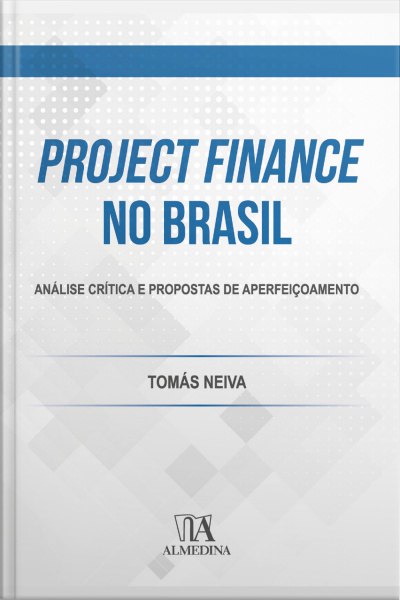 PROJECT FINANCE
NO BRASIL
ANÁLISE CRÍTICA E PROPOSTAS DE APERFEIÇOAMENTO
TOMÁS NEIVA
ALMEDINA